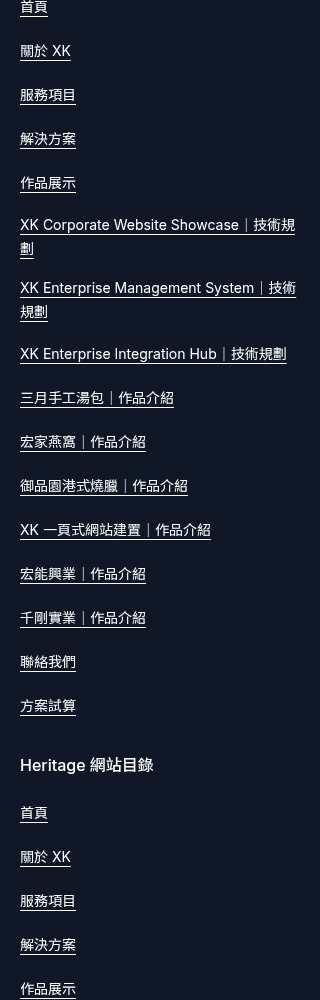 首頁
關於 XK
服務項目
解決方案
作品展示
XK Corporate Website Showcase｜技術規
劃
XK Enterprise Management System｜技術
規劃
XK Enterprise Integration Hub｜技術規劃
三月手工湯包｜作品介紹
宏家燕窩｜作品介紹
御品園港式燒臘｜作品介紹
XK 一頁式網站建置｜作品介紹
宏能興業｜作品介紹
千剛實業｜作品介紹
聯絡我們
方案試算
Heritage 網站目錄
首頁
關於 XK
服務項目
解決方案
作品展示